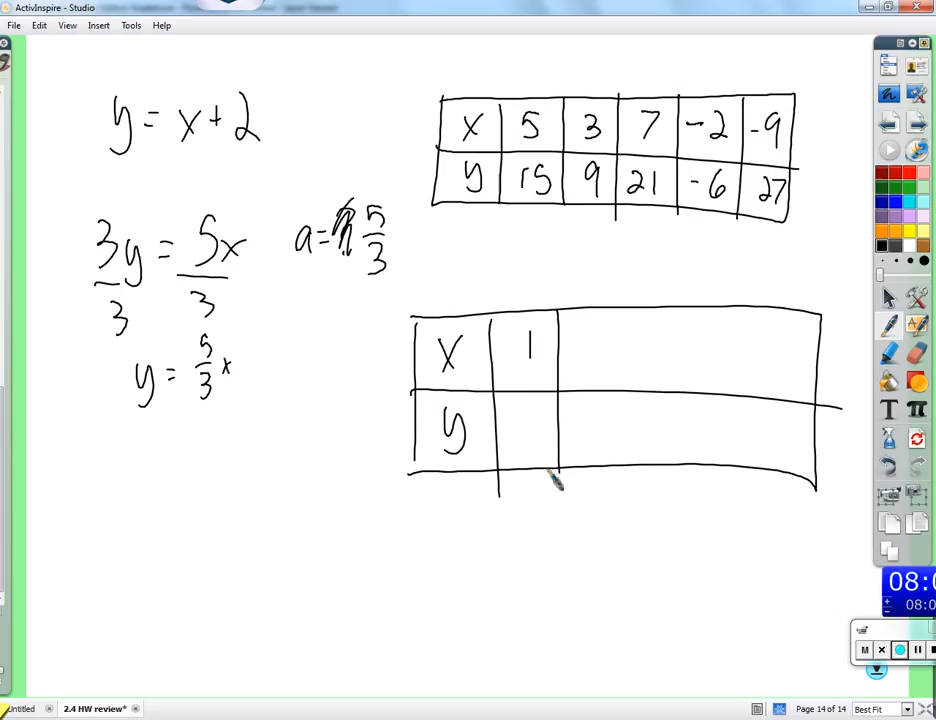 ActivInspire - Studio
File Edit View Insert Tools Help
y = x + 2
x 5 3 7 -2 -9
y 15 9 21 -6 27
3y = 5x
3 3
a = 5/3
y = 5/3 x
x 1
y
08:0
08:0
M
Untitled
2.4 HW review*
Page 14 of 14
Best Fit